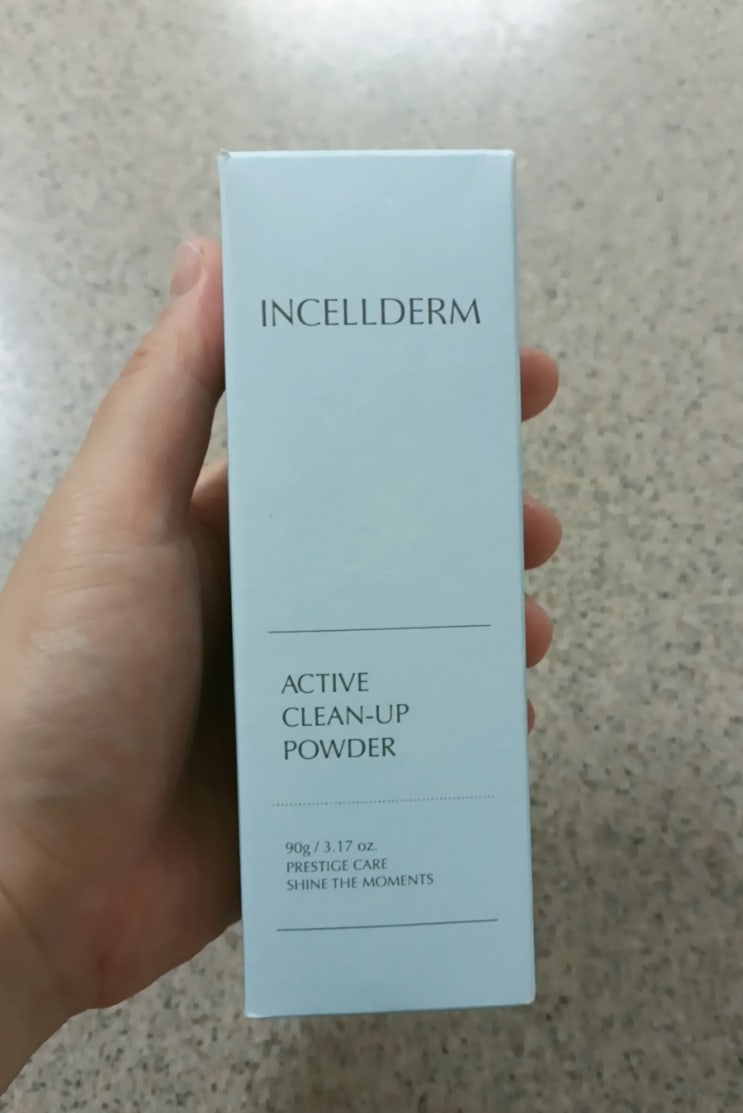 INCELLDERM
ACTIVE
CLEAN-UP
POWDER
90g / 3.17 oz.
PRESTIGE CARE
SHINE THE MOMENTS